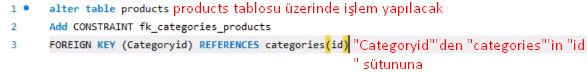 1 alter table products products tablosu üzerinde işlem yapılacak
2 Add CONSTRAINT fk_categories_products
3 FOREIGN KEY (Categoryid) REFERENCES categories(id) "Categoryid"'den "categories"'in "id
" sütununa